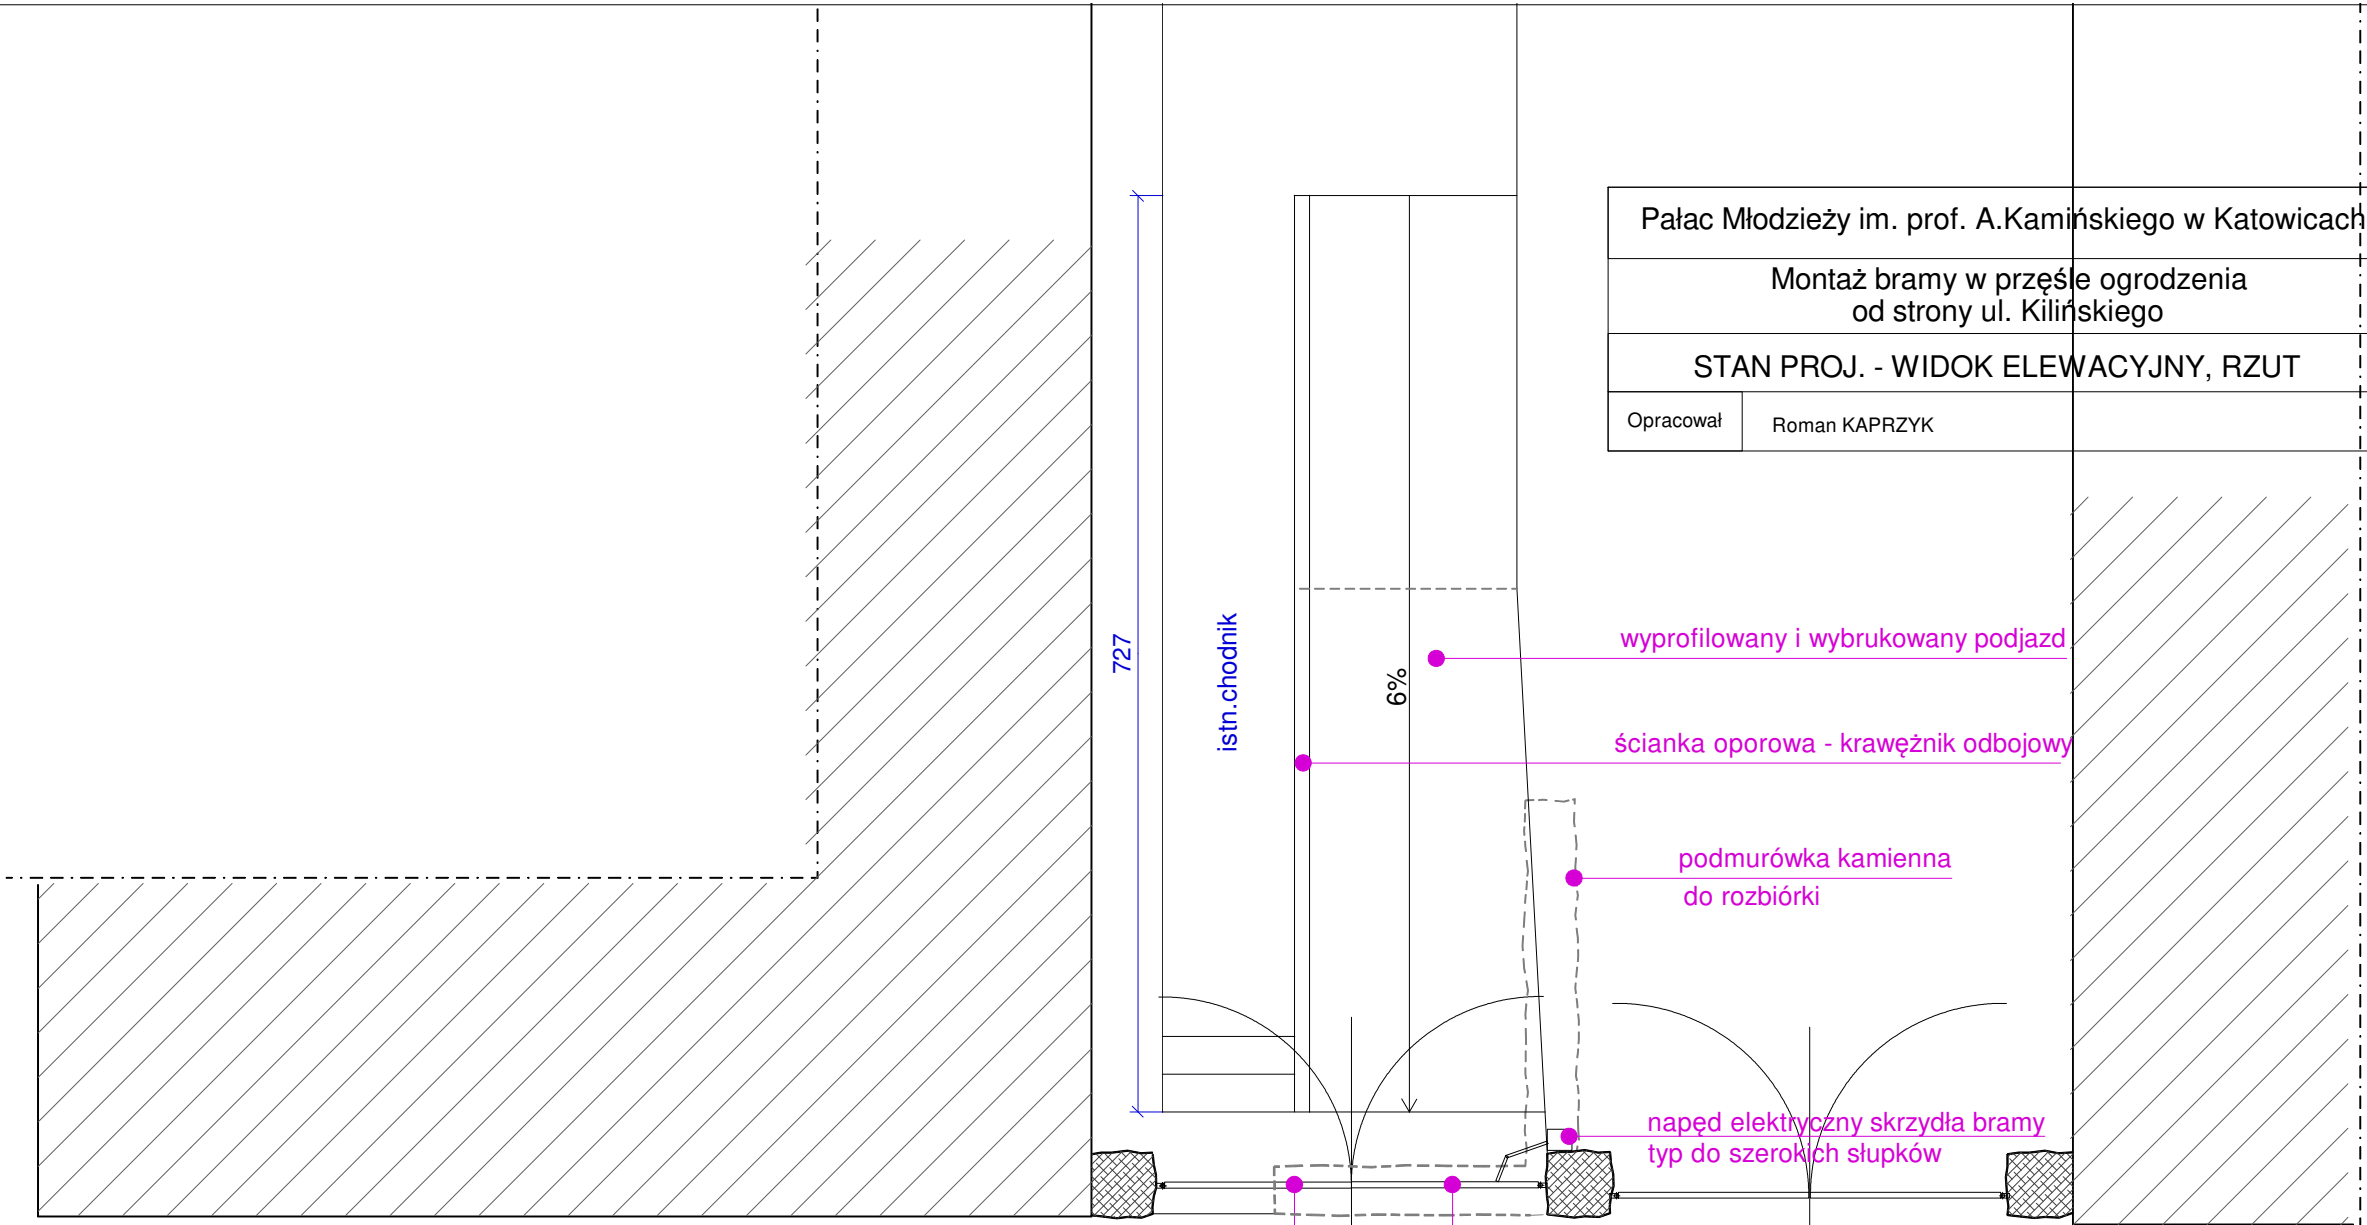 Pałac Młodzieży im. prof. A.Kamińskiego w Katowicach
Montaż bramy w przęśle ogrodzenia
od strony ul. Kilińskiego
STAN PROJ. - WIDOK ELEWACYJNY, RZUT
Opracował Roman KAPRZYK
727
istn.chodnik
6%
wyprofilowany i wybrukowany podjazd
ścianka oporowa - krawężnik odbojowy
podmurówka kamienna
do rozbiórki
napęd elektryczny skrzydła bramy
typ do szerokich słupków